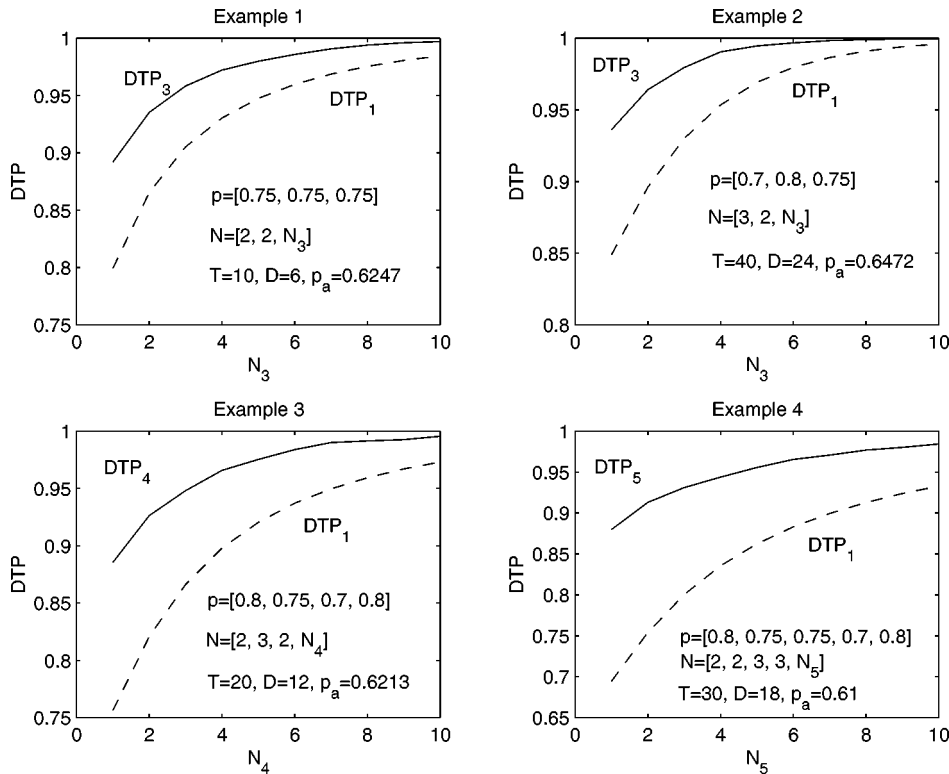 Example 1
1
0.95
0.9
0.85
0.8
0.75
DTP
DTP₃
DTP₁
p=[0.75, 0.75, 0.75]
N=[2, 2, N₃]
T=10, D=6, pₐ=0.6247
0 2 4 6 8 10
N₃
Example 2
1
0.95
0.9
0.85
0.8
DTP
DTP₃
DTP₁
p=[0.7, 0.8, 0.75]
N=[3, 2, N₃]
T=40, D=24, pₐ=0.6472
0 2 4 6 8 10
N₃
Example 3
1
0.95
0.9
0.85
0.8
0.75
DTP
DTP₄
DTP₁
p=[0.8, 0.75, 0.7, 0.8]
N=[2, 3, 2, N₄]
T=20, D=12, pₐ=0.6213
0 2 4 6 8 10
N₄
Example 4
1
0.95
0.9
0.85
0.8
0.75
0.7
0.65
DTP
DTP₅
DTP₁
p=[0.8, 0.75, 0.75, 0.7, 0.8]
N=[2, 2, 3, 3, N₅]
T=30, D=18, pₐ=0.61
0 2 4 6 8 10
N₅